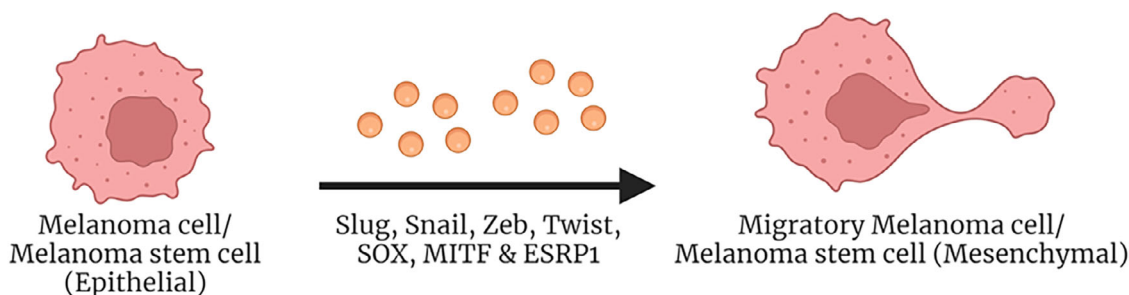 Melanoma cell/
Melanoma stem cell
(Epithelial)
Slug, Snail, Zeb, Twist,
SOX, MITF & ESRP1
Migratory Melanoma cell/
Melanoma stem cell (Mesenchymal)